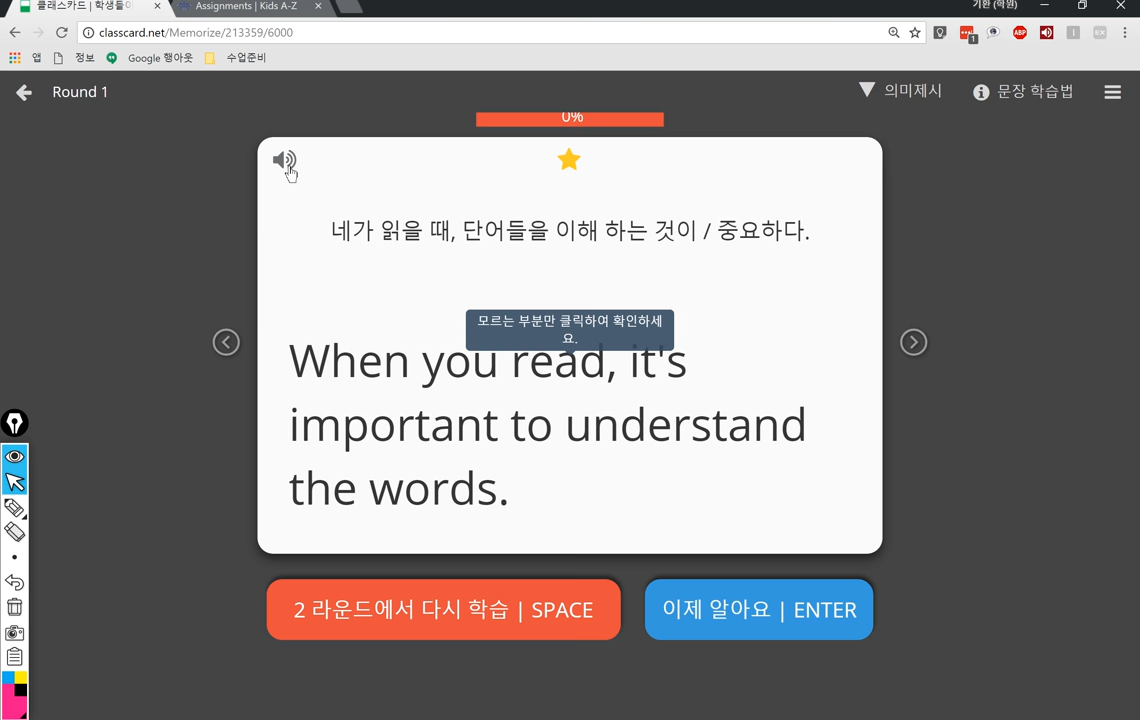 클래스카드 | 학생들이
Assignments | Kids A-Z
기환 (학원)
classcard.net/Memorize/213359/6000
1
ABP
앱
정보
Google 행아웃
수업준비
Round 1
의미제시
문장 학습법
0%
네가 읽을 때, 단어들을 이해 하는 것이 / 중요하다.
모르는 부분만 클릭하여 확인하세
요.
When you read, it's
important to understand
the words.
2 라운드에서 다시 학습 | SPACE
이제 알아요 | ENTER